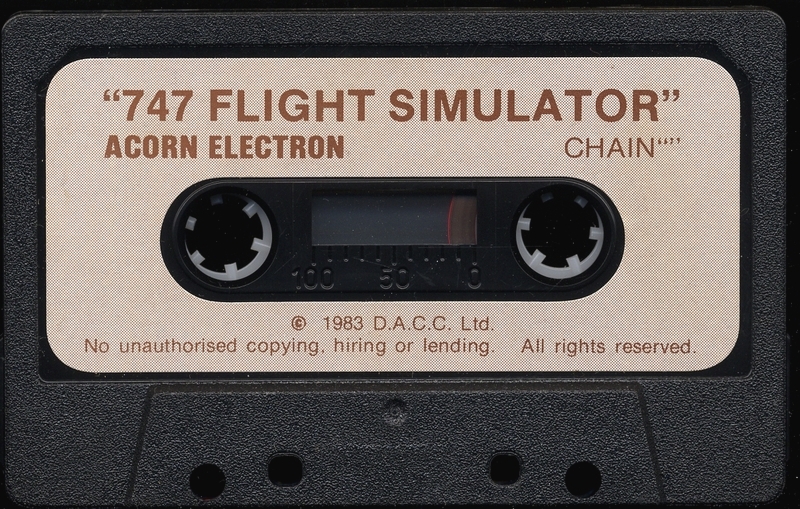 “747 FLIGHT SIMULATOR”
ACORN ELECTRON CHAIN“”
100 50 0
© 1983 D.A.C.C. Ltd.
No unauthorised copying, hiring or lending. All rights reserved.